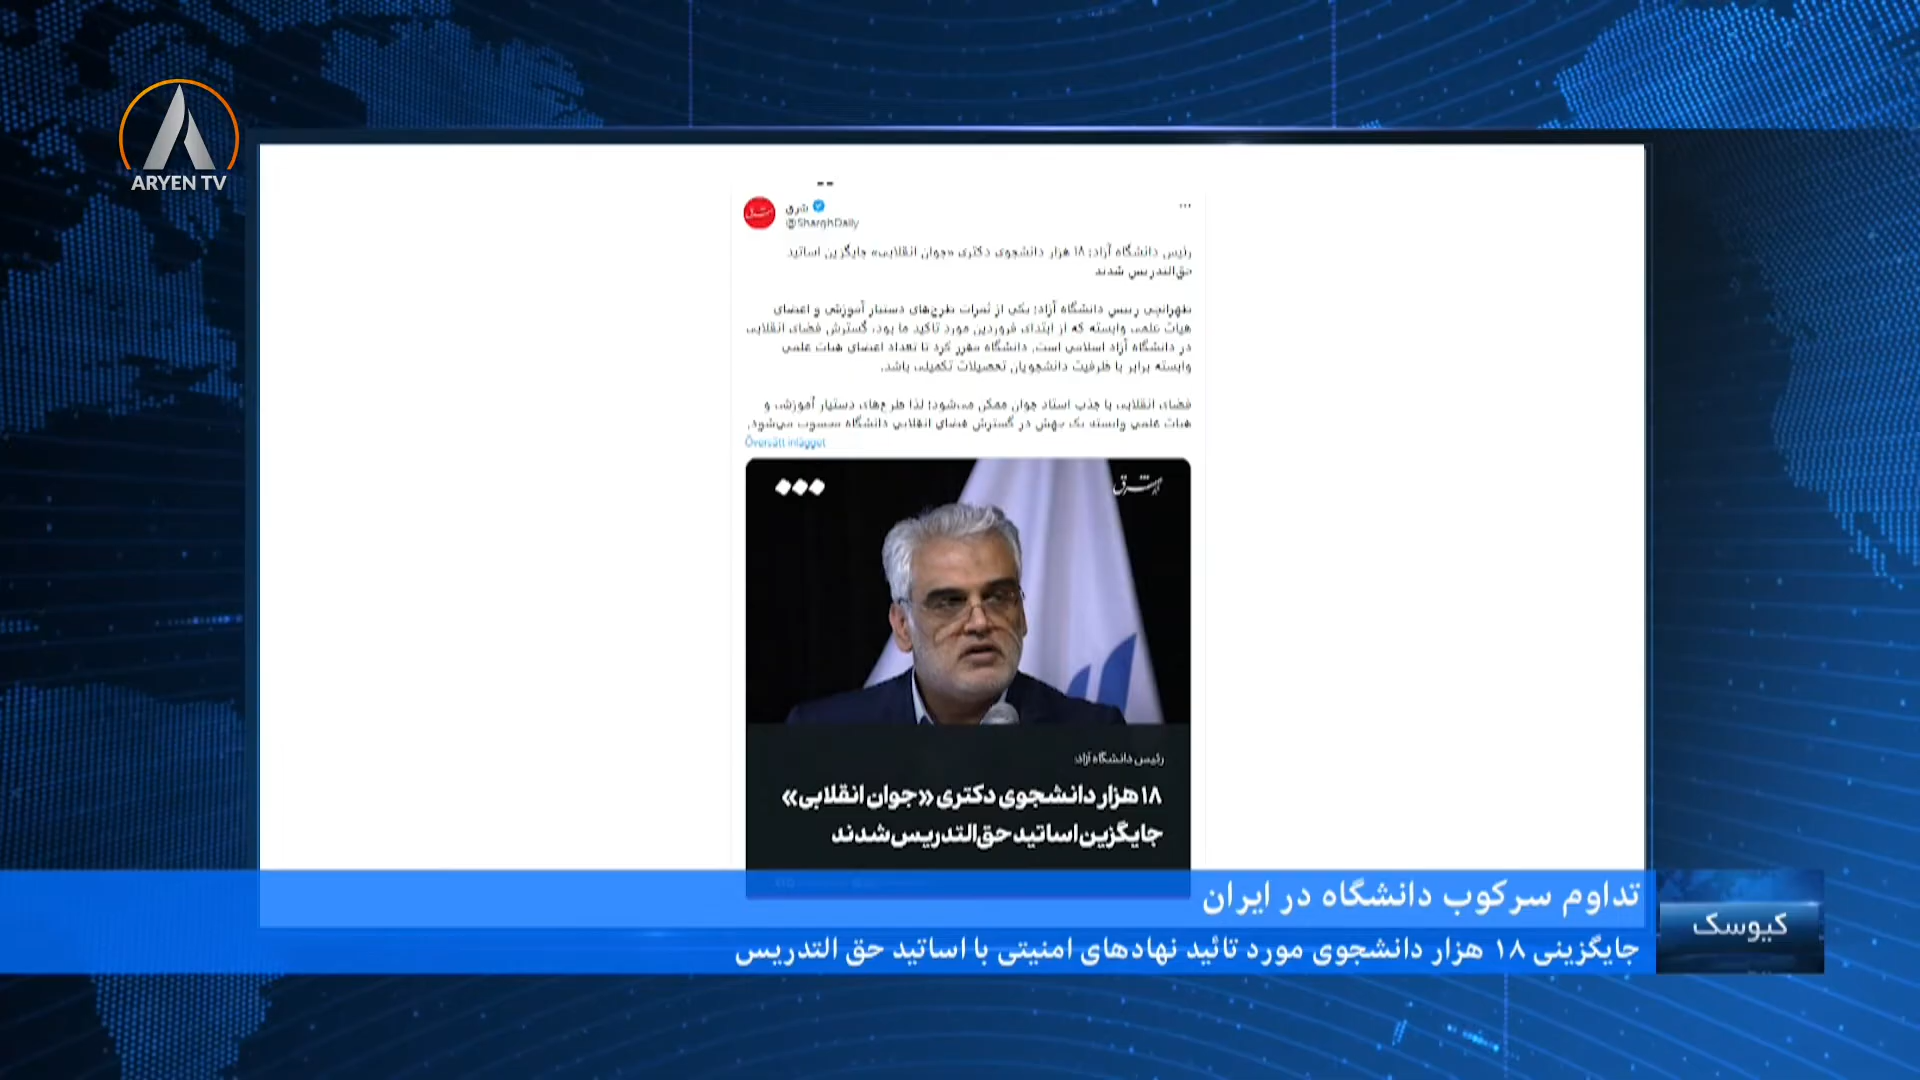 ARYEN TV
شرق
@SharghDaily
رئیس دانشگاه آزاد: ۱۸ هزار دانشجوی دکتری «جوان انقلابی» جایگزین اساتید
حق‌التدریس شدند
طهرانچی رییس دانشگاه آزاد: یکی از ثمرات طرح‌های دستیار آموزشی و اعضای
هیات علمی وابسته که از ابتدای فروردین مورد تاکید ما بود، گسترش فضای انقلابی
در دانشگاه آزاد اسلامی است. دانشگاه مقرر کرد تا تعداد اعضای هیات علمی
وابسته برابر با ظرفیت دانشجویان تحصیلات تکمیلی باشد.
فضای انقلابی با جذب استاد جوان ممکن می‌شود؛ لذا طرح‌های دستیار آموزشی و
هیات علمی وابسته یک جهش در گسترش فضای انقلابی دانشگاه محسوب می‌شود.
Översätt inlägget
شرق
رئیس دانشگاه آزاد:
۱۸ هزار دانشجوی دکتری «جوان انقلابی»
جایگزین اساتید حق‌التدریس شدند
تداوم سرکوب دانشگاه در ایران
کیوسک
جایگزینی ۱۸ هزار دانشجوی مورد تائید نهادهای امنیتی با اساتید حق التدریس